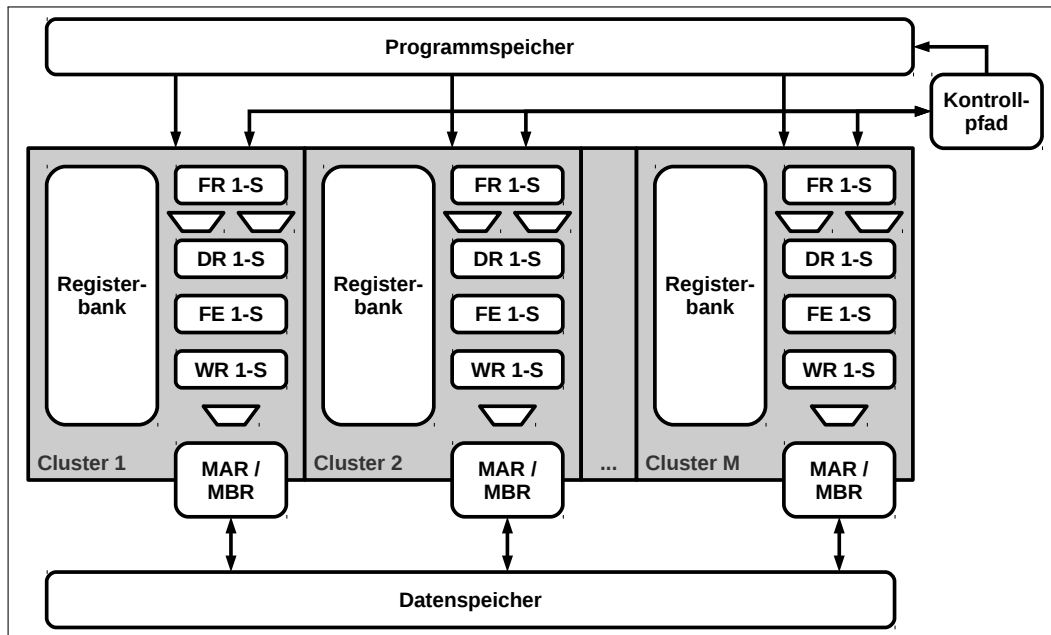 Programmspeicher
Kontroll-
pfad
FR 1-S
FR 1-S
FR 1-S
DR 1-S
DR 1-S
DR 1-S
Register-
bank
Register-
bank
Register-
bank
FE 1-S
FE 1-S
FE 1-S
WR 1-S
WR 1-S
WR 1-S
Cluster 1
MAR /
MBR
Cluster 2
MAR /
MBR
...
Cluster M
MAR /
MBR
Datenspeicher